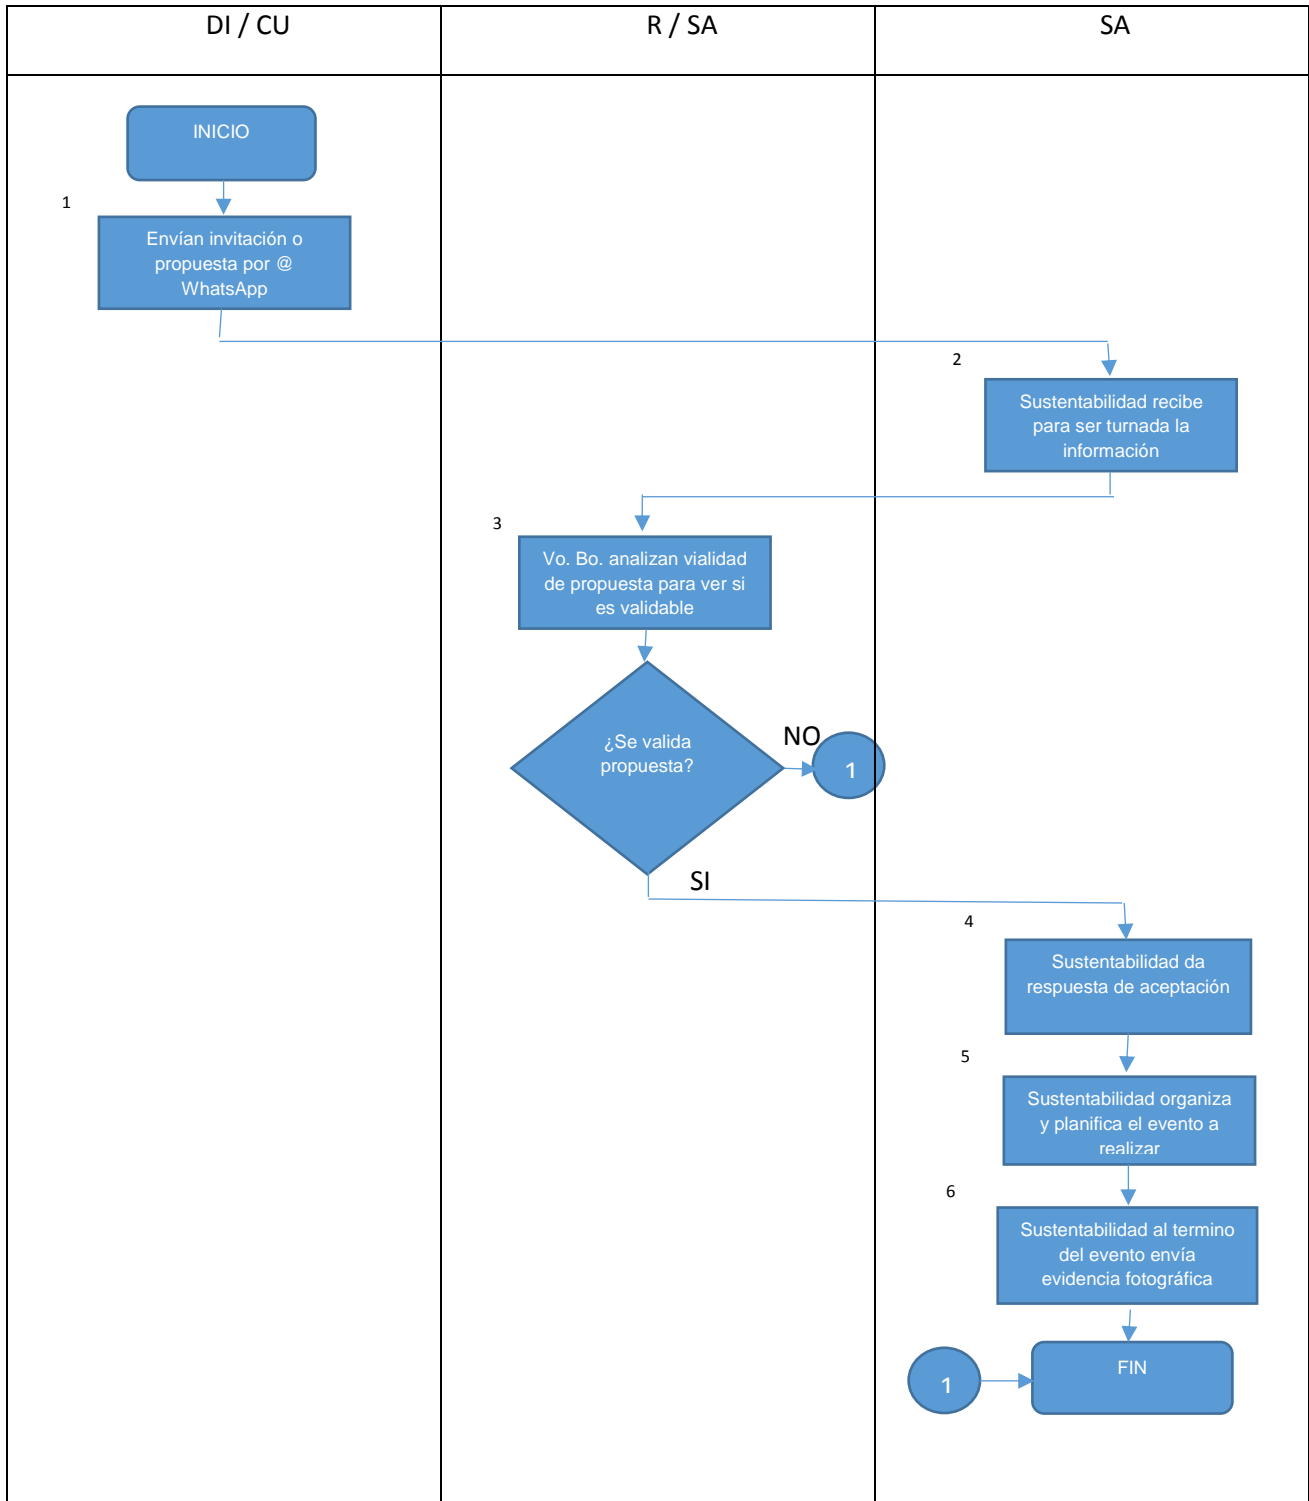 DI / CU
R / SA
SA
INICIO
1
Envían invitación o
propuesta por @
WhatsApp
2
Sustentabilidad recibe
para ser turnada la
información
3
Vo. Bo. analizan vialidad
de propuesta para ver si
es validable
¿Se valida
propuesta?
NO
1
SI
4
Sustentabilidad da
respuesta de aceptación
5
Sustentabilidad organiza
y planifica el evento a
realizar
6
Sustentabilidad al termino
del evento envía
evidencia fotográfica
1
FIN